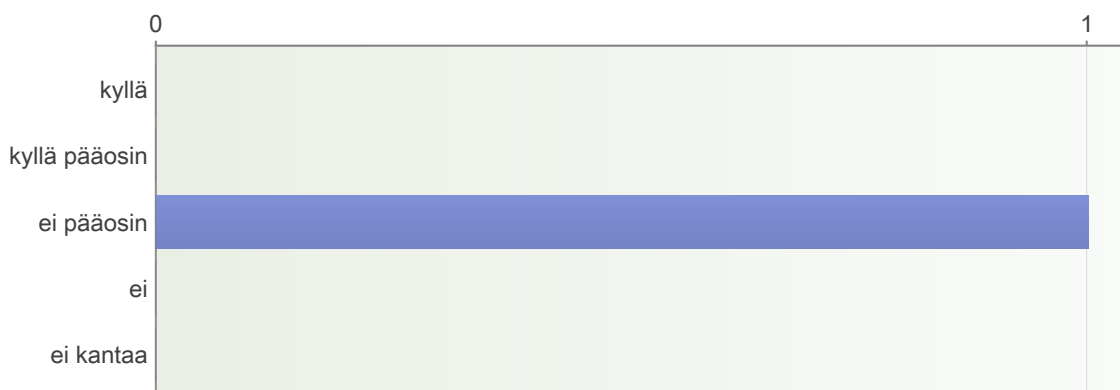 0 1
kyllä
kyllä pääosin
ei pääosin
ei
ei kantaa